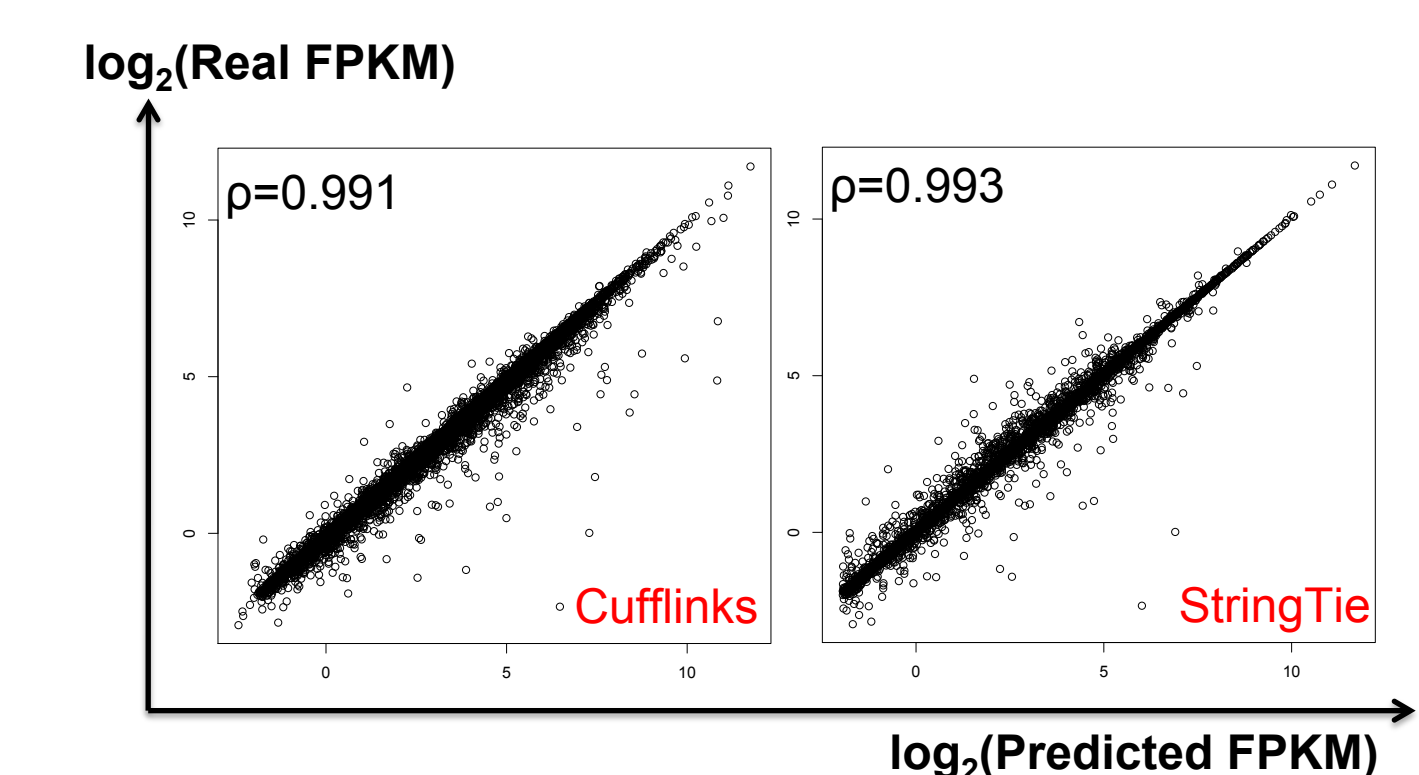 log₂(Real FPKM)
ρ=0.991
10
5
0
Cufflinks
0 5 10
ρ=0.993
10
5
0
StringTie
0 5 10
log₂(Predicted FPKM)